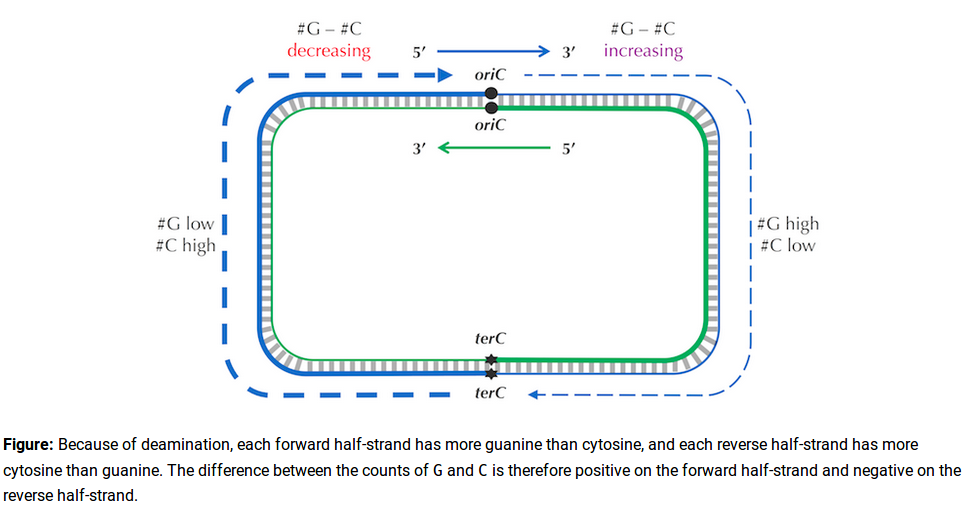 #G – #C
decreasing
5′
3′
#G – #C
increasing
oriC
oriC
3′
5′
#G low
#C high
#G high
#C low
terC
terC
Figure: Because of deamination, each forward half-strand has more guanine than cytosine, and each reverse half-strand has more
cytosine than guanine. The difference between the counts of G and C is therefore positive on the forward half-strand and negative on the
reverse half-strand.